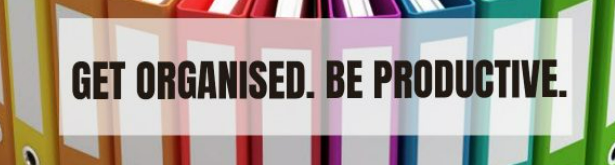 GET ORGANISED. BE PRODUCTIVE.